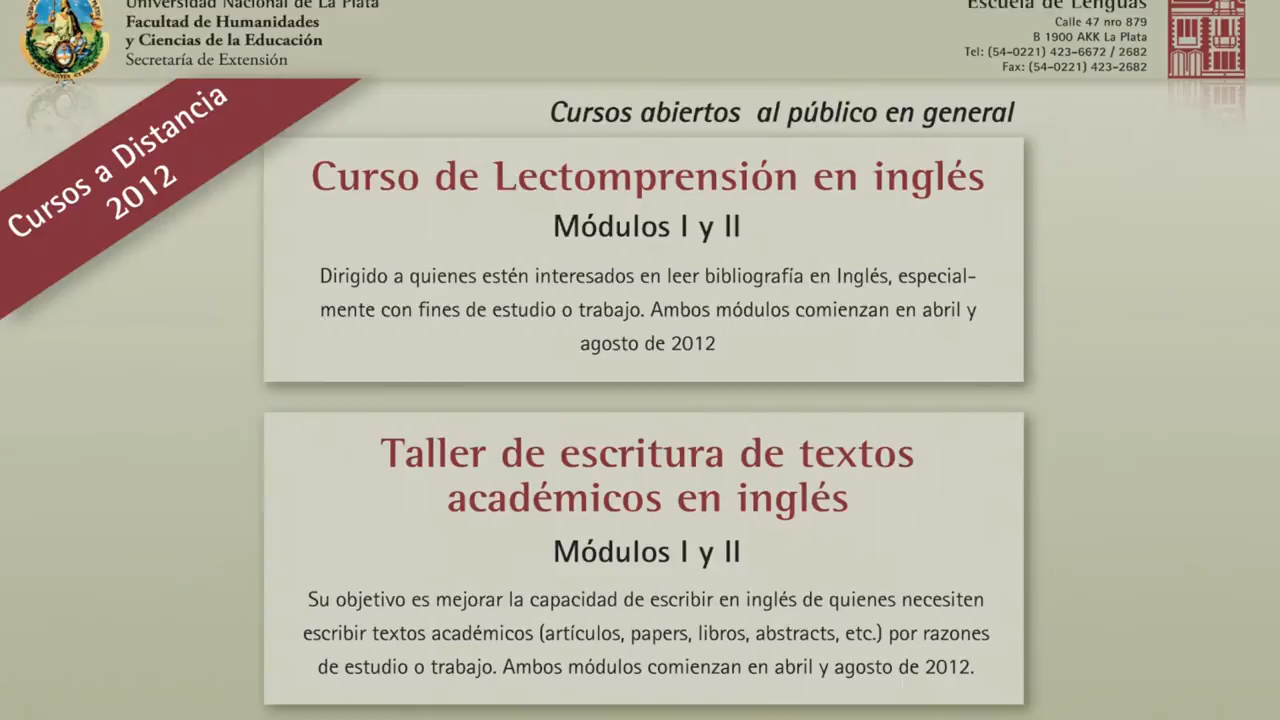 Universidad Nacional de La Plata
Facultad de Humanidades
y Ciencias de la Educación
Secretaría de Extensión
Escuela de Lenguas
Calle 47 nro 879
B 1900 AKK La Plata
Tel: (54-0221) 423-6672 / 2682
Fax: (54-0221) 423-2682
Cursos a Distancia
2012
Cursos abiertos al público en general
Curso de Lectomprensión en inglés
Módulos I y II
Dirigido a quienes estén interesados en leer bibliografía en Inglés, especial-
mente con fines de estudio o trabajo. Ambos módulos comienzan en abril y
agosto de 2012
Taller de escritura de textos
académicos en inglés
Módulos I y II
Su objetivo es mejorar la capacidad de escribir en inglés de quienes necesiten
escribir textos académicos (artículos, papers, libros, abstracts, etc.) por razones
de estudio o trabajo. Ambos módulos comienzan en abril y agosto de 2012.